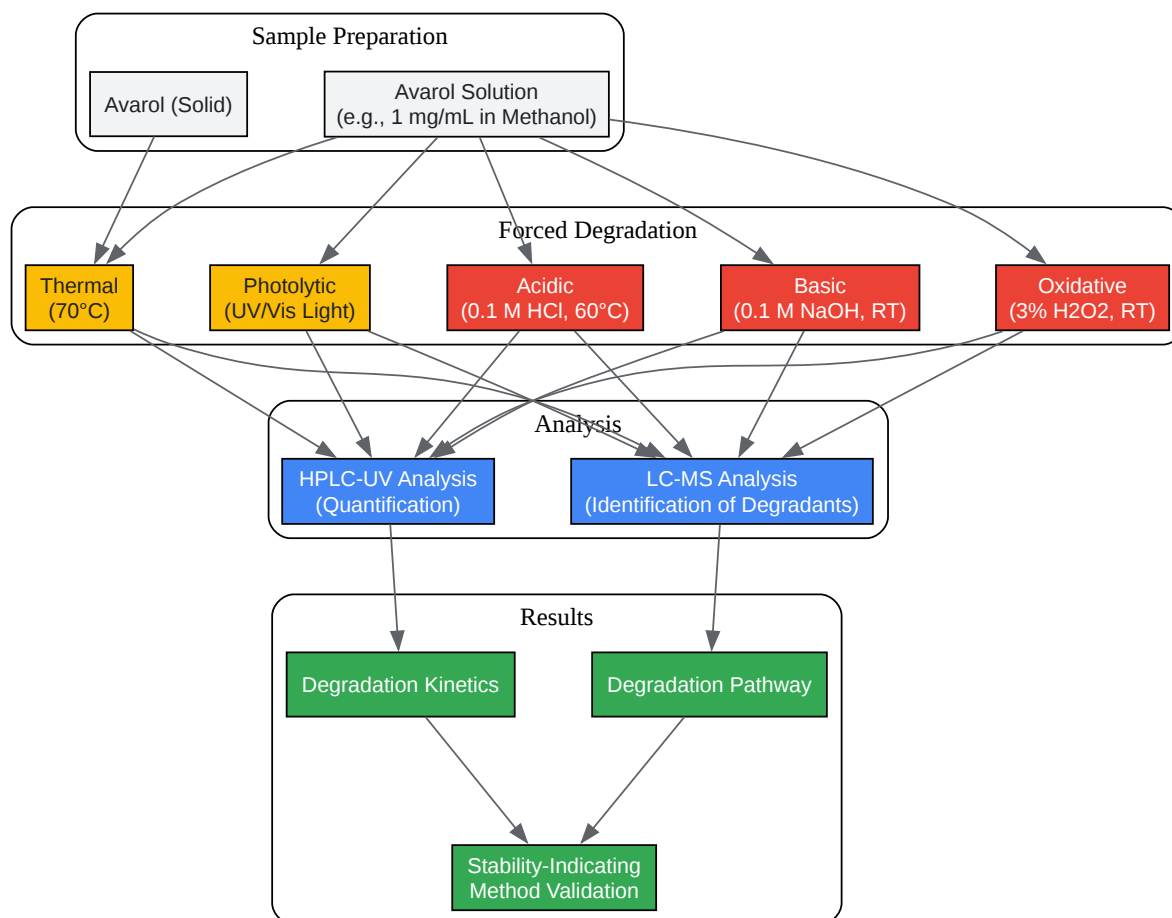 Sample Preparation
Avarol (Solid)
Avarol Solution
(e.g., 1 mg/mL in Methanol)
Forced Degradation
Thermal
(70°C)
Photolytic
(UV/Vis Light)
Acidic
(0.1 M HCl, 60°C)
Basic
(0.1 M NaOH, RT)
Oxidative
(3% H2O2, RT)
Analysis
HPLC-UV Analysis
(Quantification)
LC-MS Analysis
(Identification of Degradants)
Results
Degradation Kinetics
Degradation Pathway
Stability-Indicating
Method Validation